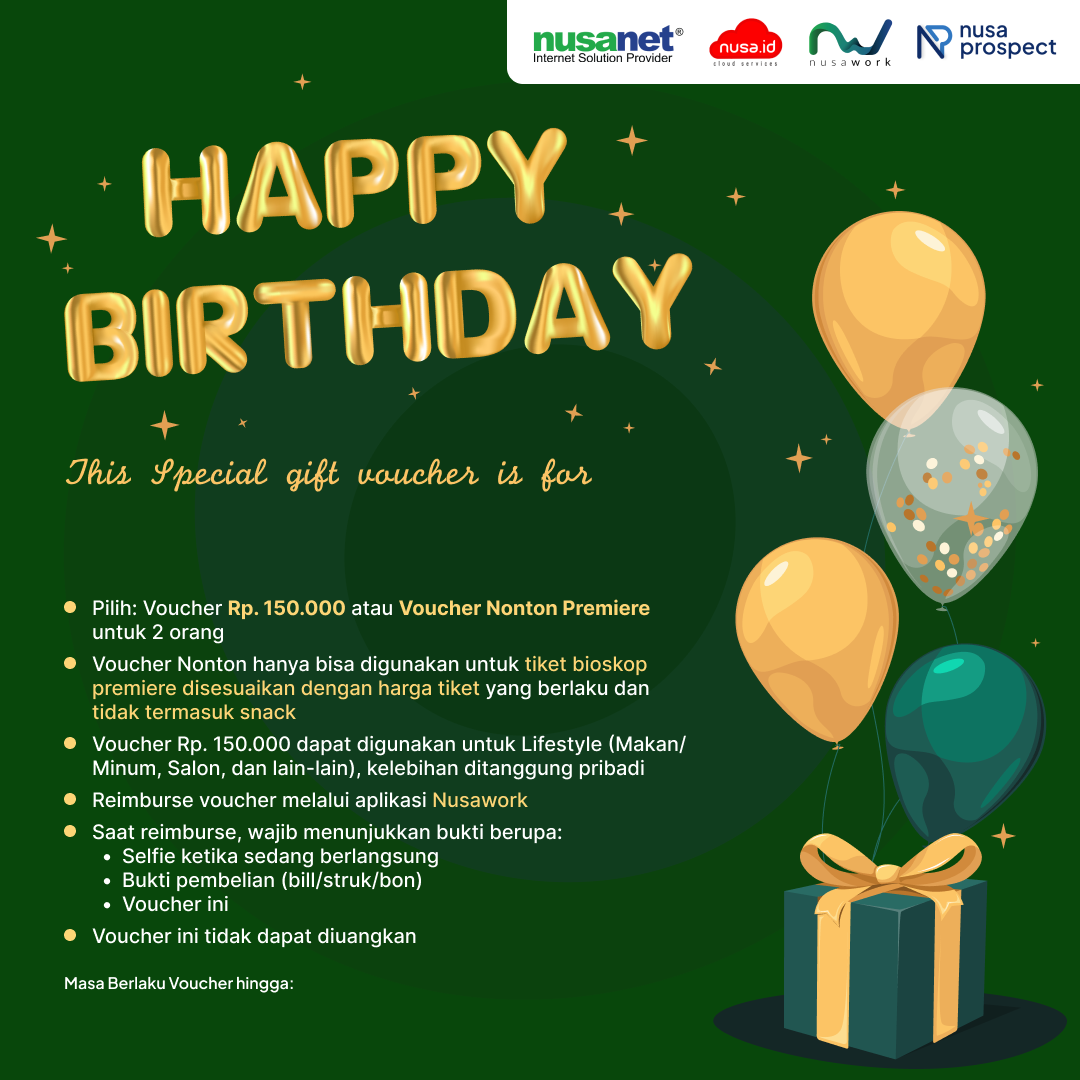 nusanet®
Internet Solution Provider
nusa.id
cloud services
nusawork
nusa
prospect
HAPPY
BIRTHDAY
This Special gift voucher is for
Pilih: Voucher Rp. 150.000 atau Voucher Nonton Premiere
untuk 2 orang
Voucher Nonton hanya bisa digunakan untuk tiket bioskop
premiere disesuaikan dengan harga tiket yang berlaku dan
tidak termasuk snack
Voucher Rp. 150.000 dapat digunakan untuk Lifestyle (Makan/
Minum, Salon, dan lain-lain), kelebihan ditanggung pribadi
Reimburse voucher melalui aplikasi Nusawork
Saat reimburse, wajib menunjukkan bukti berupa:
Selfie ketika sedang berlangsung
Bukti pembelian (bill/struk/bon)
Voucher ini
Voucher ini tidak dapat diuangkan
Masa Berlaku Voucher hingga: